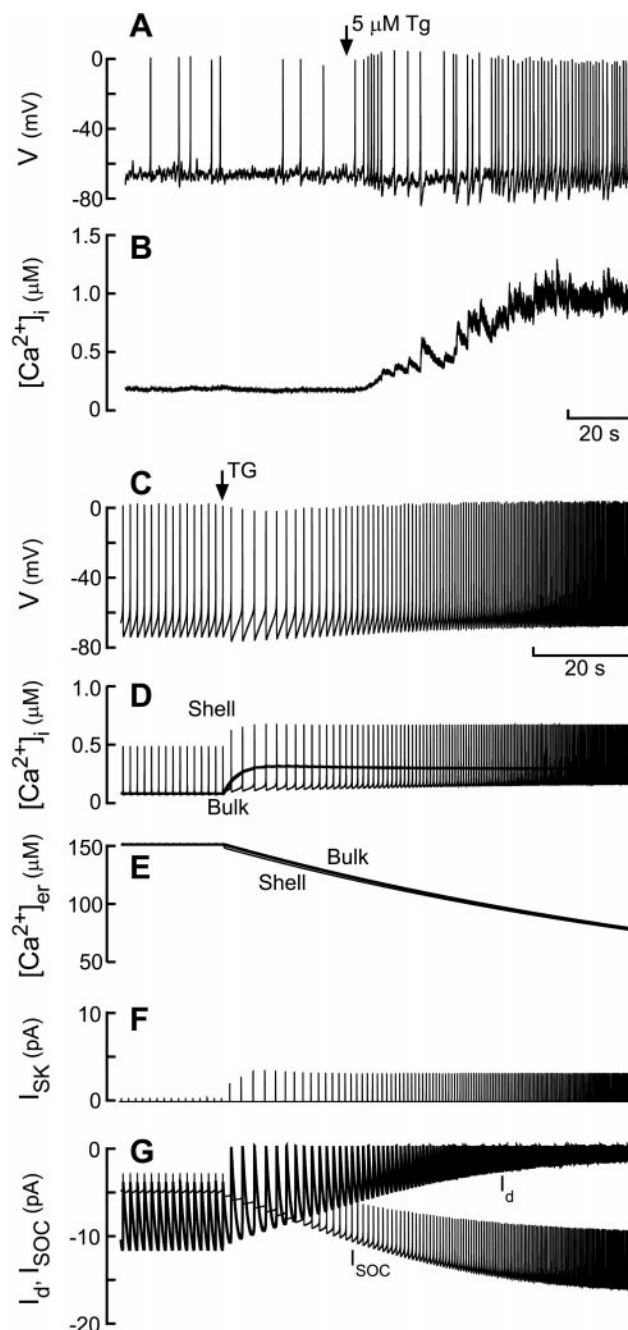 A
5 μM Tg
0
-40
-80
V (mV)
B
1.5
1.0
0.5
0
[Ca2+]i (μM)
20 s
C
TG
0
-40
-80
V (mV)
20 s
D
1.0
0.5
0
[Ca2+]i (μM)
Shell
Bulk
E
150
100
50
[Ca2+]er (μM)
Bulk
Shell
F
10
0
ISK (pA)
G
0
-10
-20
Id, ISOC (pA)
Id
ISOC